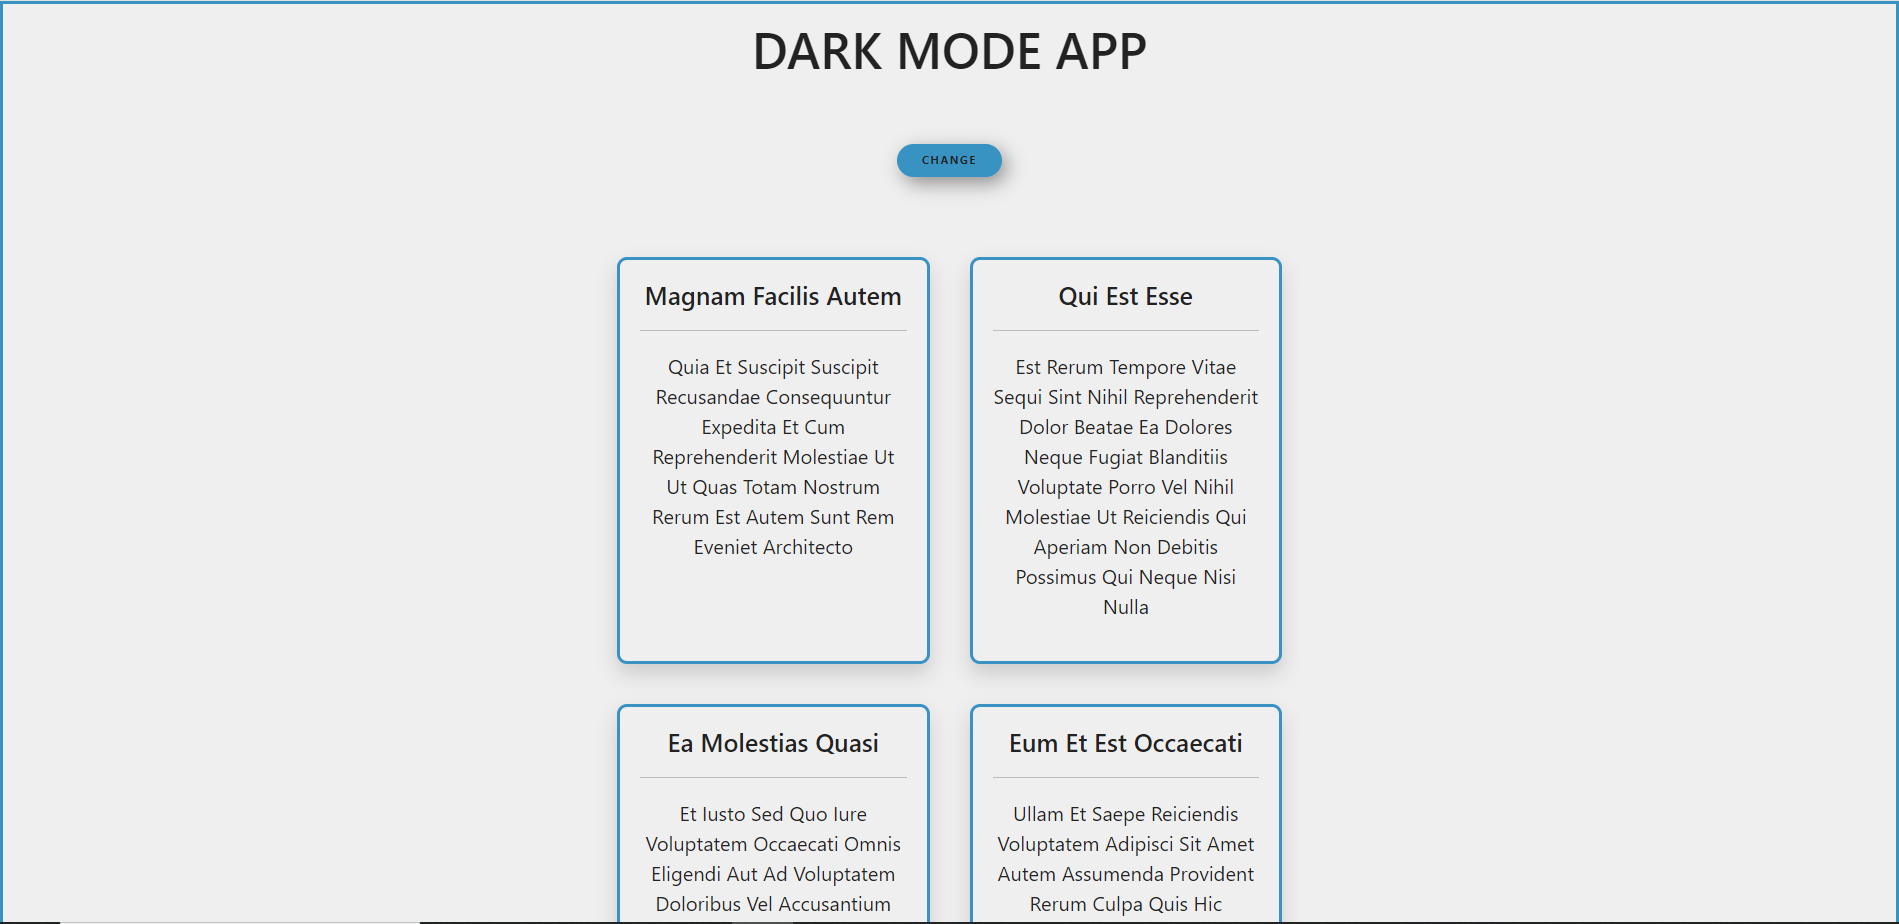 DARK MODE APP
CHANGE
Magnam Facilis Autem
Quia Et Suscipit Suscipit
Recusandae Consequuntur
Expedita Et Cum
Reprehenderit Molestiae Ut
Ut Quas Totam Nostrum
Rerum Est Autem Sunt Rem
Eveniet Architecto
Qui Est Esse
Est Rerum Tempore Vitae
Sequi Sint Nihil Reprehenderit
Dolor Beatae Ea Dolores
Neque Fugiat Blanditiis
Voluptate Porro Vel Nihil
Molestiae Ut Reiciendis Qui
Aperiam Non Debitis
Possimus Qui Neque Nisi
Nulla
Ea Molestias Quasi
Et Iusto Sed Quo Iure
Voluptatem Occaecati Omnis
Eligendi Aut Ad Voluptatem
Doloribus Vel Accusantium
Eum Et Est Occaecati
Ullam Et Saepe Reiciendis
Voluptatem Adipisci Sit Amet
Autem Assumenda Provident
Rerum Culpa Quis Hic